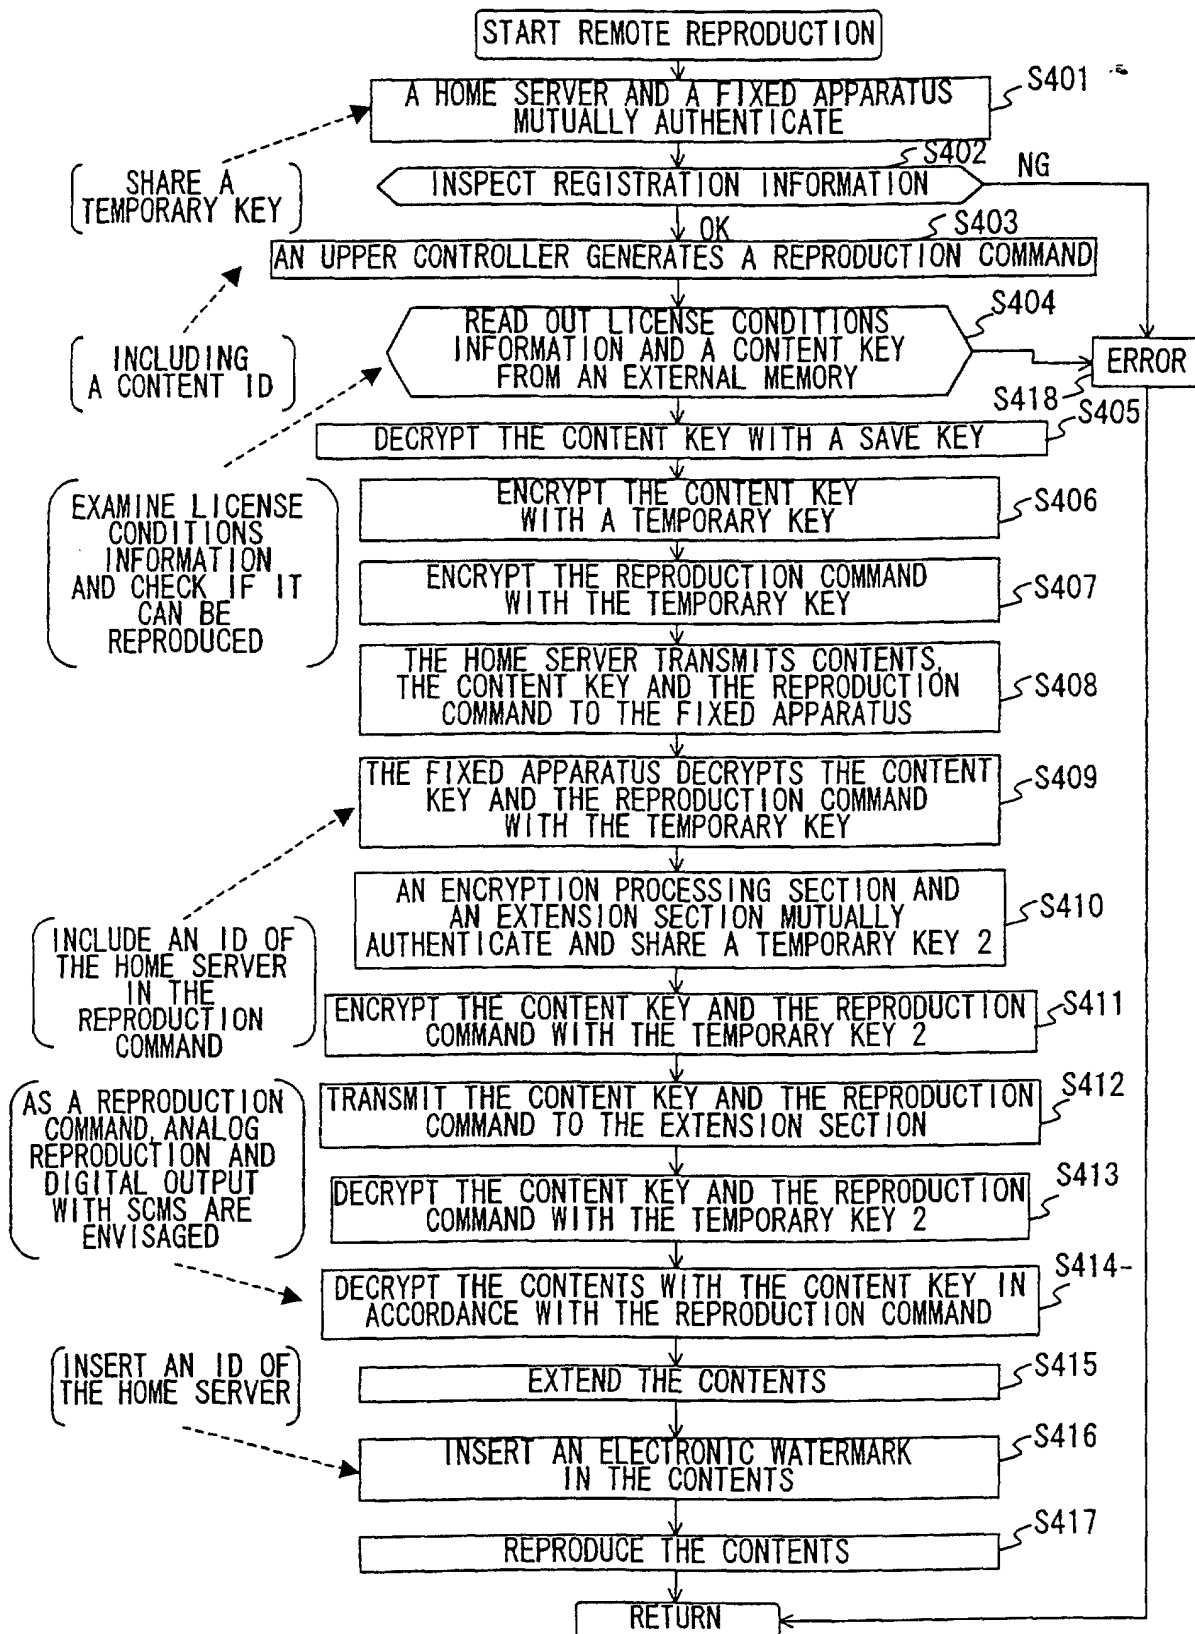 START REMOTE REPRODUCTION
A HOME SERVER AND A FIXED APPARATUS
MUTUALLY AUTHENTICATE
S401
SHARE A
TEMPORARY KEY
INSPECT REGISTRATION INFORMATION
S402
NG
OK
S403
AN UPPER CONTROLLER GENERATES A REPRODUCTION COMMAND
INCLUDING
A CONTENT ID
READ OUT LICENSE CONDITIONS
INFORMATION AND A CONTENT KEY
FROM AN EXTERNAL MEMORY
S404
ERROR
S418
DECRYPT THE CONTENT KEY WITH A SAVE KEY
S405
EXAMINE LICENSE
CONDITIONS
INFORMATION
AND CHECK IF IT
CAN BE
REPRODUCED
ENCRYPT THE CONTENT KEY
WITH A TEMPORARY KEY
S406
ENCRYPT THE REPRODUCTION COMMAND
WITH THE TEMPORARY KEY
S407
THE HOME SERVER TRANSMITS CONTENTS,
THE CONTENT KEY AND THE REPRODUCTION
COMMAND TO THE FIXED APPARATUS
S408
THE FIXED APPARATUS DECRYPTS THE CONTENT
KEY AND THE REPRODUCTION COMMAND
WITH THE TEMPORARY KEY
S409
INCLUDE AN ID OF
THE HOME SERVER
IN THE
REPRODUCTION
COMMAND
AN ENCRYPTION PROCESSING SECTION AND
AN EXTENSION SECTION MUTUALLY
AUTHENTICATE AND SHARE A TEMPORARY KEY 2
S410
ENCRYPT THE CONTENT KEY AND THE REPRODUCTION
COMMAND WITH THE TEMPORARY KEY 2
S411
TRANSMIT THE CONTENT KEY AND THE REPRODUCTION
COMMAND TO THE EXTENSION SECTION
S412
AS A REPRODUCTION
COMMAND, ANALOG
REPRODUCTION AND
DIGITAL OUTPUT
WITH SCMS ARE
ENVISAGED
DECRYPT THE CONTENT KEY AND THE REPRODUCTION
COMMAND WITH THE TEMPORARY KEY 2
S413
DECRYPT THE CONTENTS WITH THE CONTENT KEY IN
ACCORDANCE WITH THE REPRODUCTION COMMAND
S414
EXTEND THE CONTENTS
S415
INSERT AN ID OF
THE HOME SERVER
INSERT AN ELECTRONIC WATERMARK
IN THE CONTENTS
S416
REPRODUCE THE CONTENTS
S417
RETURN